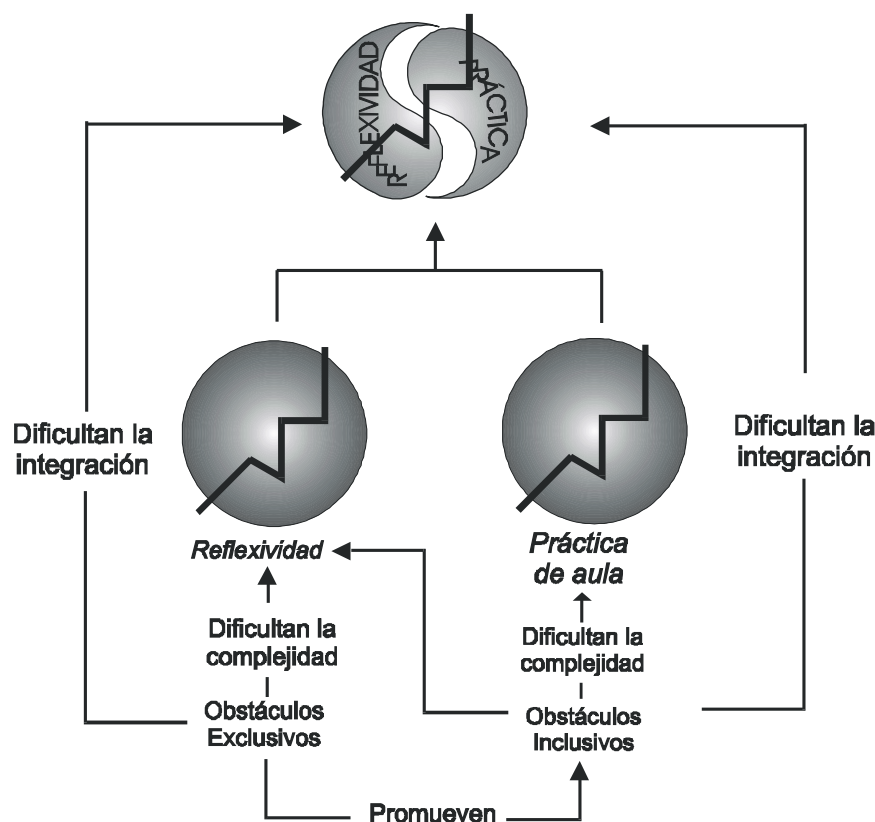 REFLEXIVIDAD
PRÁCTICA
Dificultan la
integración
Dificultan la
integración
Reflexividad
Práctica
de aula
Dificultan la
complejidad
Dificultan la
complejidad
Obstáculos
Exclusivos
Obstáculos
Inclusivos
Promueven